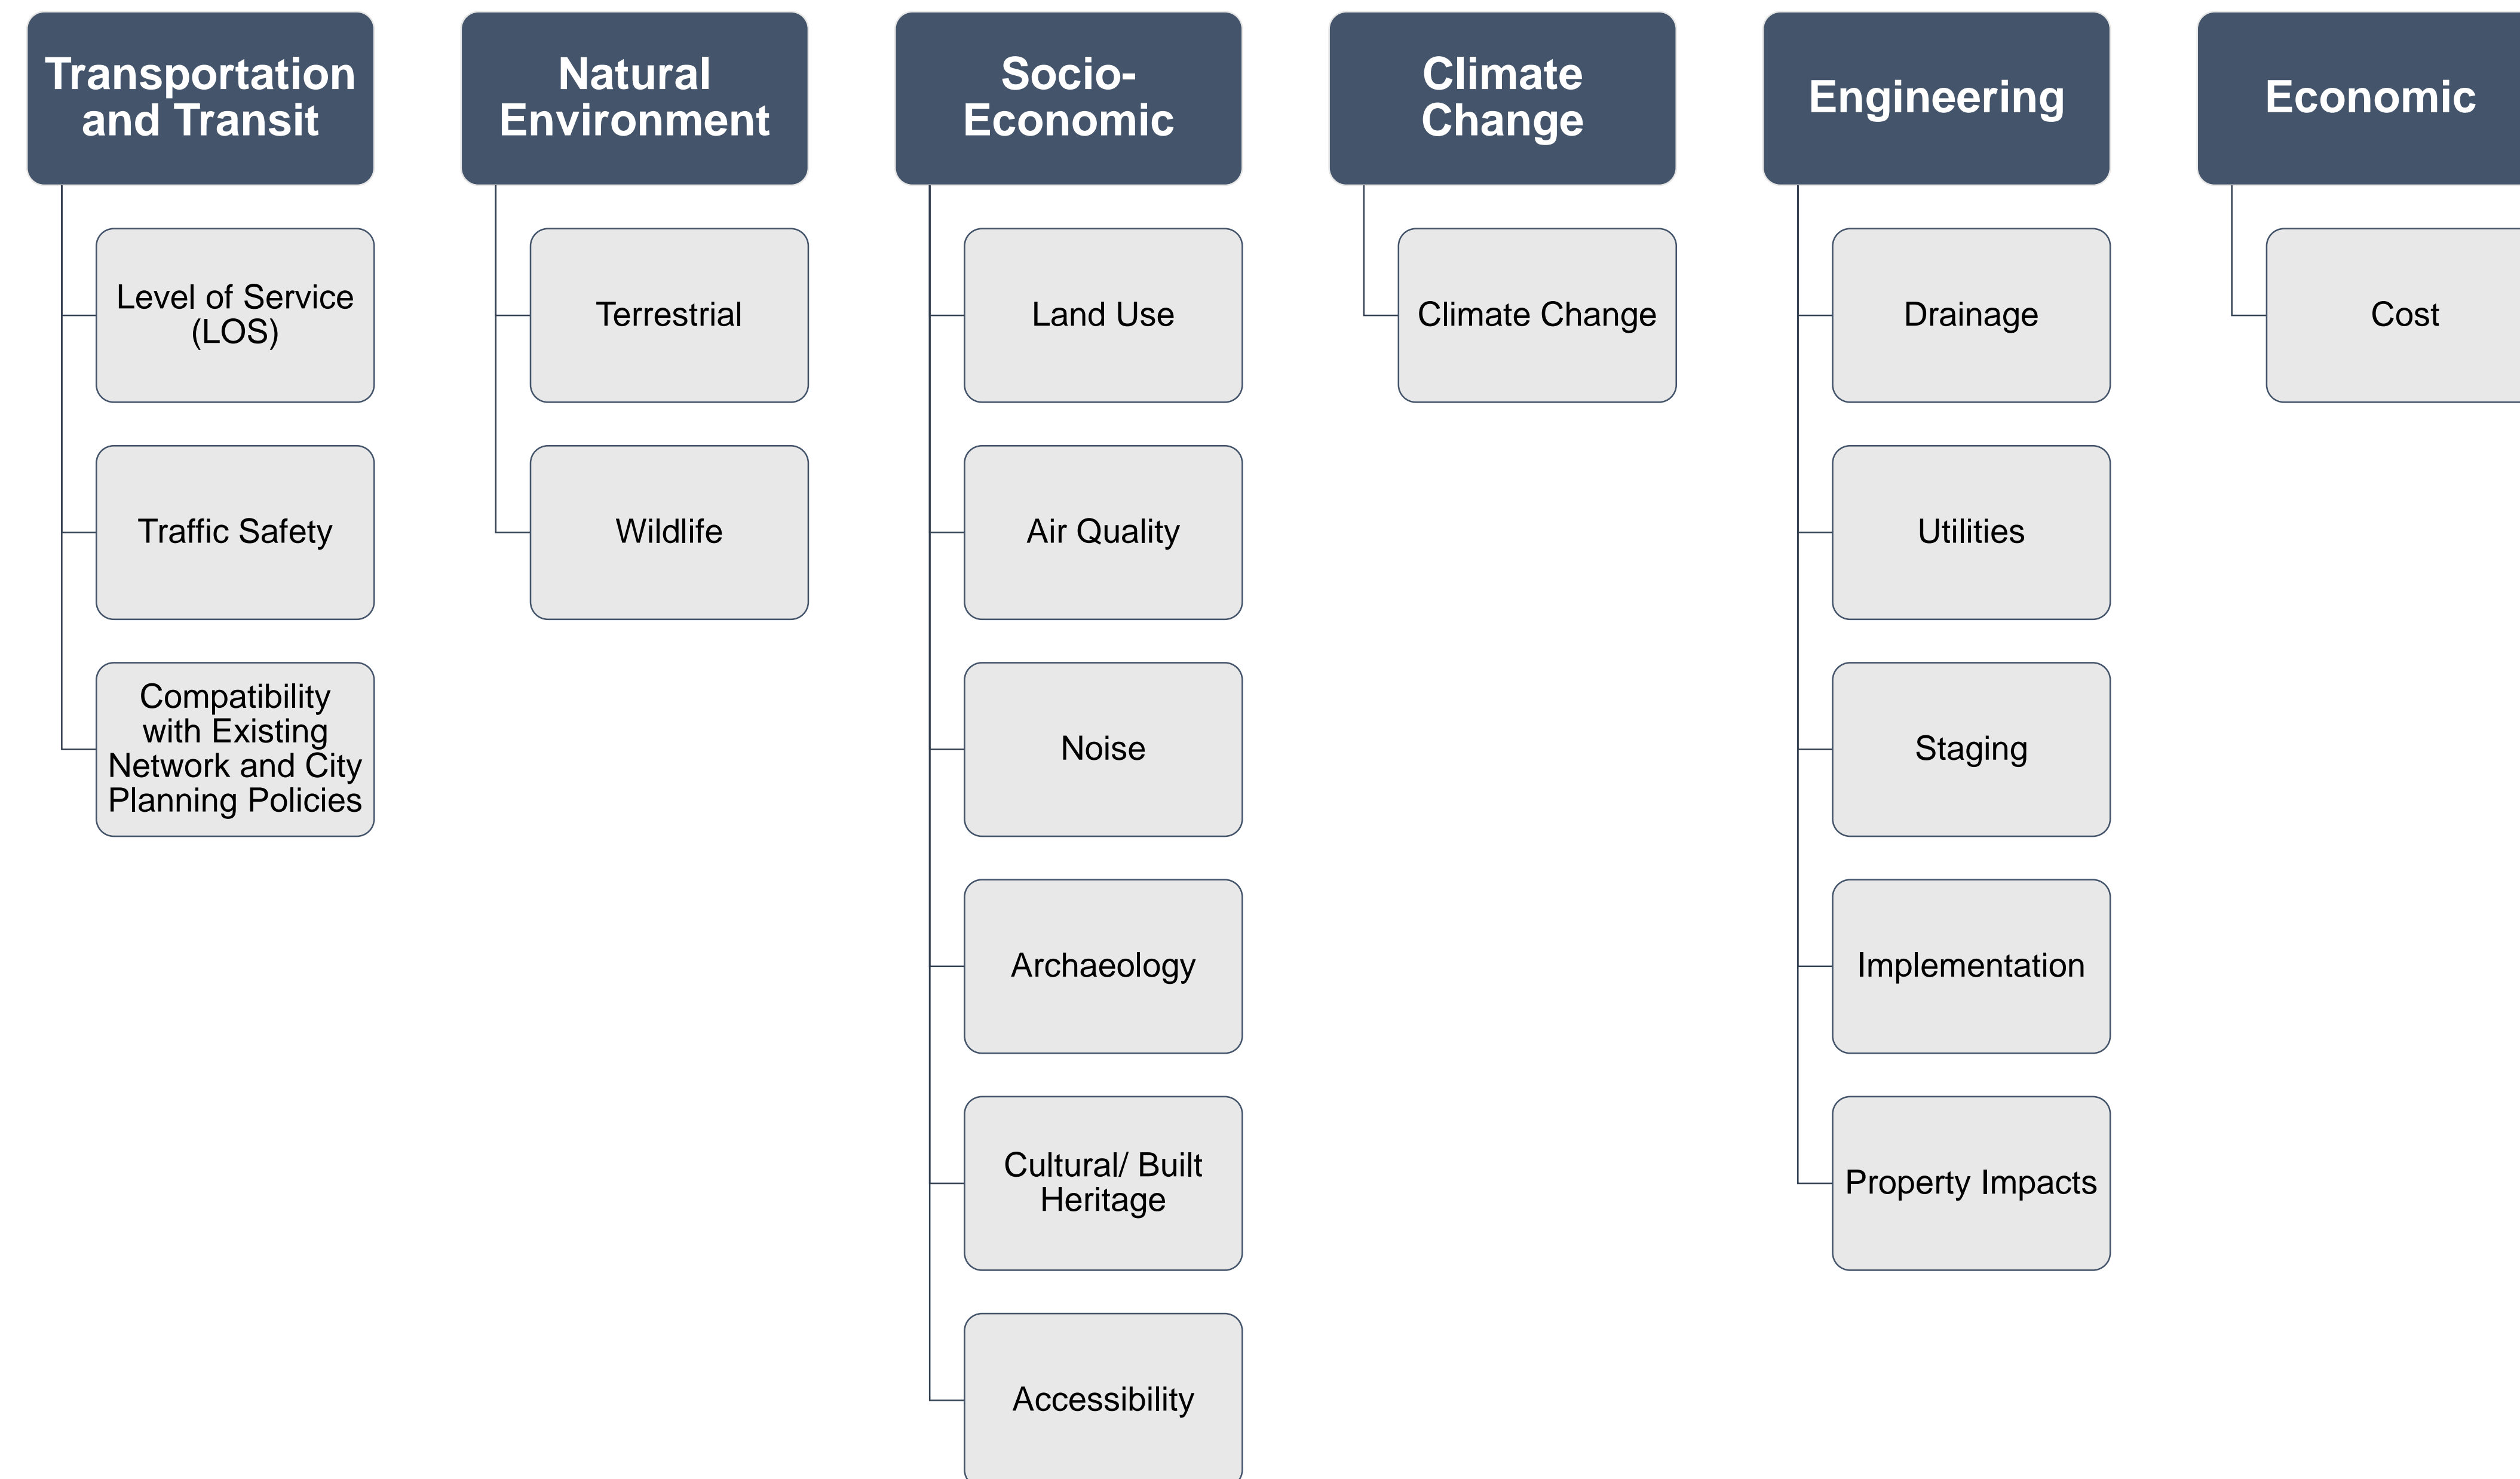 Transportation
and Transit
Level of Service
(LOS)
Traffic Safety
Compatibility
with Existing
Network and City
Planning Policies
Natural
Environment
Terrestrial
Wildlife
Socio-
Economic
Land Use
Air Quality
Noise
Archaeology
Cultural/ Built
Heritage
Accessibility
Climate
Change
Climate Change
Engineering
Drainage
Utilities
Staging
Implementation
Property Impacts
Economic
Cost